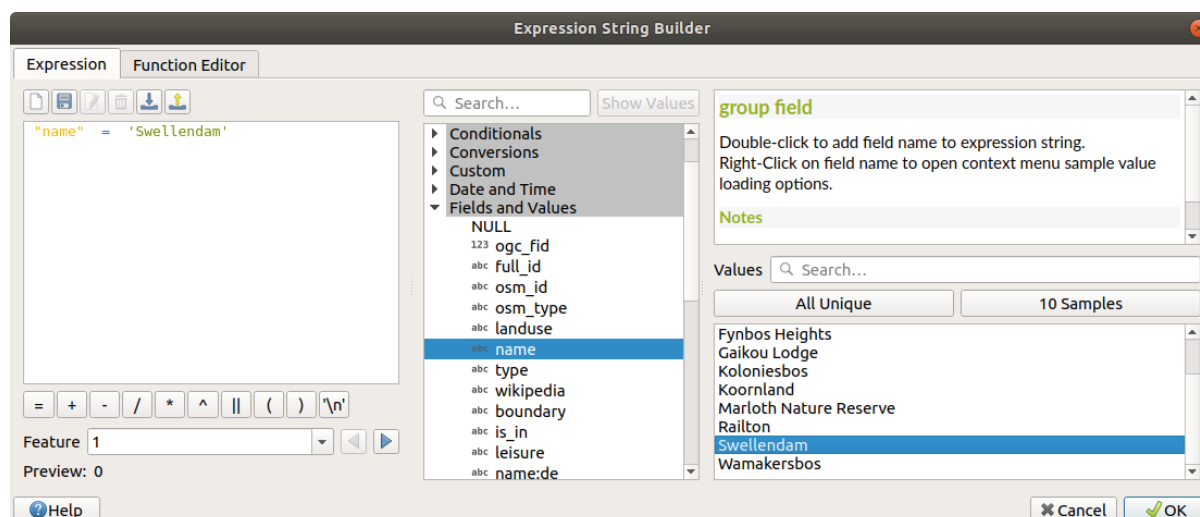 Expression String Builder
Expression
Function Editor
"name" = 'Swellendam'
= + - / * ^ || ( ) '\n'
Feature 1
Preview: 0
Search...
Show Values
Conditionals
Conversions
Custom
Date and Time
Fields and Values
NULL
123 ogc_fid
abc full_id
abc osm_id
abc osm_type
abc landuse
abc name
abc type
abc wikipedia
abc boundary
abc is_in
abc leisure
abc name:de
group field
Double-click to add field name to expression string.
Right-Click on field name to open context menu sample value
loading options.
Notes
Values Search...
All Unique
10 Samples
Fynbos Heights
Gaikou Lodge
Koloniesbos
Koornland
Marloth Nature Reserve
Railton
Swellendam
Wamakersbos
Help
Cancel
OK